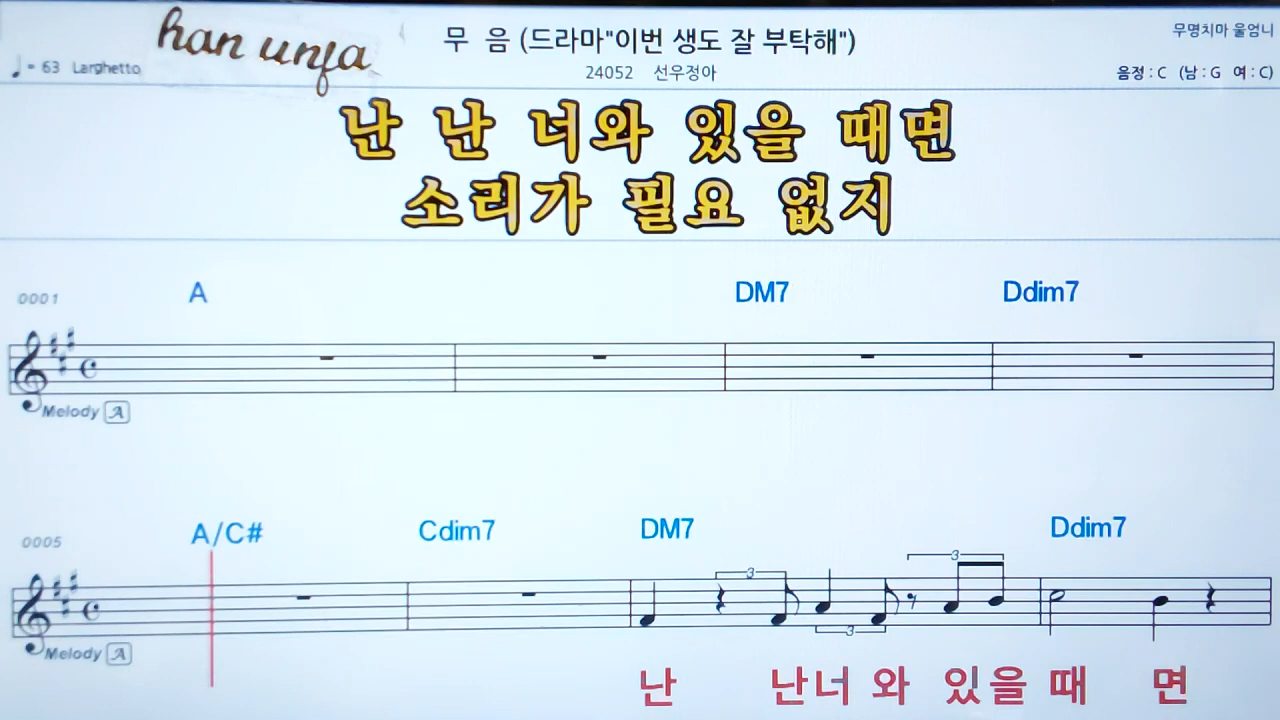 han unfa
무 음 (드라마"이번 생도 잘 부탁해")
무명치마 울엄니
♩= 63 Larghetto
24052 선우정아
음정 : C (남 : G 여 : C)
난 난 너와 있을 때면
소리가 필요 없지
0001 A DM7 Ddim7
Melody A
0005 A/C# Cdim7 DM7 Ddim7
3 3
3
Melody A
난 난너 와 있을 때 면